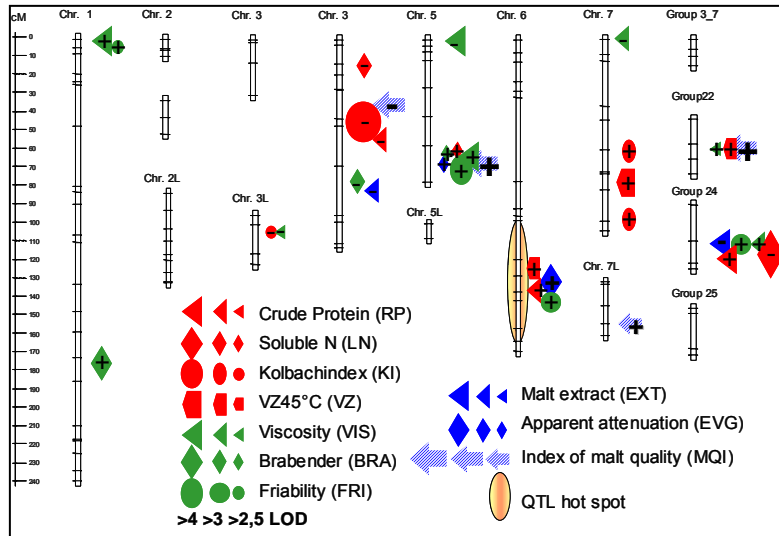 cM
Chr. 1
Chr. 2
Chr. 3
Chr. 3
Chr. 5
Chr. 6
Chr. 7
Group 3_7
0
10
20
30
40
50
60
70
80
90
100
110
120
130
140
150
160
170
180
190
200
210
220
230
240
Group22
Chr. 2L
Chr. 3L
Chr. 5L
Group 24
Chr. 7L
Group 25
Crude Protein (RP)
Soluble N (LN)
Kolbachindex (KI)
VZ45°C (VZ)
Viscosity (VIS)
Brabender (BRA)
Friability (FRI)
>4 >3 >2,5 LOD
Malt extract (EXT)
Apparent attenuation (EVG)
Index of malt quality (MQI)
QTL hot spot